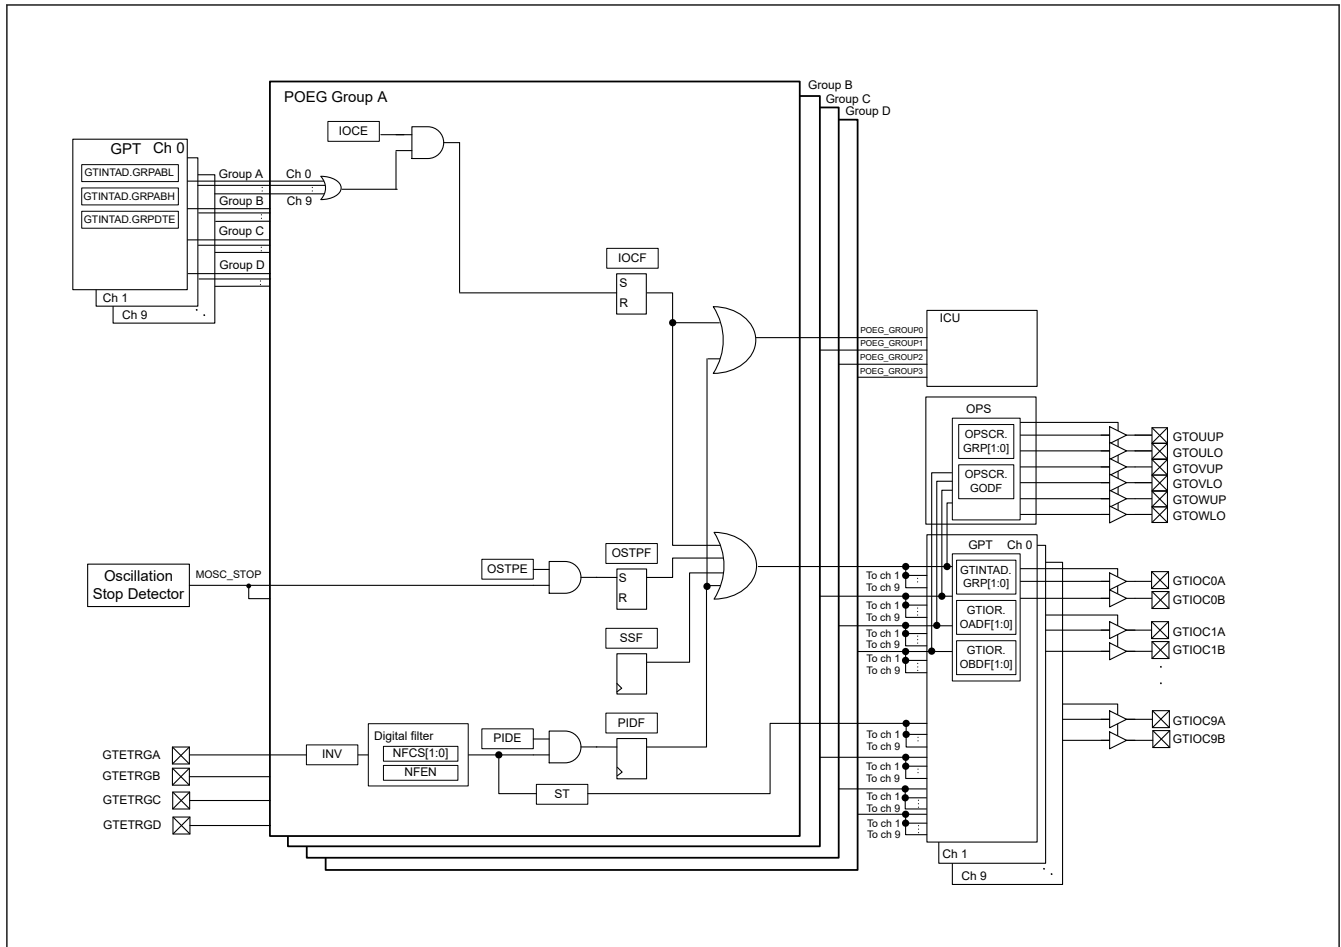 POEG Group A
Group B
Group C
Group D
IOCE
GPT Ch 0
GTINTAD.GRPABL
GTINTAD.GRPABH
GTINTAD.GRPDTE
Ch 1
Ch 9
Group A
Group B
Group C
Group D
Ch 0
Ch 9
IOCF
S
R
ICU
POEG_GROUP0
POEG_GROUP1
POEG_GROUP2
POEG_GROUP3
OPS
OPSCR.
GRP[1:0]
OPSCR.
GODF
GTOUUP
GTOULO
GTOVUP
GTOVLO
GTOWUP
GTOWLO
Oscillation
Stop Detector
MOSC_STOP
OSTPE
OSTPF
S
R
SSF
GPT Ch 0
GTINTAD.
GRP[1:0]
GTIOR.
OADF[1:0]
GTIOR.
OBDF[1:0]
To ch 1
To ch 9
To ch 1
To ch 9
To ch 1
To ch 9
To ch 1
To ch 9
GTIOC0A
GTIOC0B
GTIOC1A
GTIOC1B
GTIOC9A
GTIOC9B
GTETRGA
GTETRGB
GTETRGC
GTETRGD
INV
Digital filter
NFCS[1:0]
NFEN
PIDE
PIDF
ST
To ch 1
To ch 9
To ch 1
To ch 9
To ch 1
To ch 9
To ch 1
To ch 9
Ch 1
Ch 9